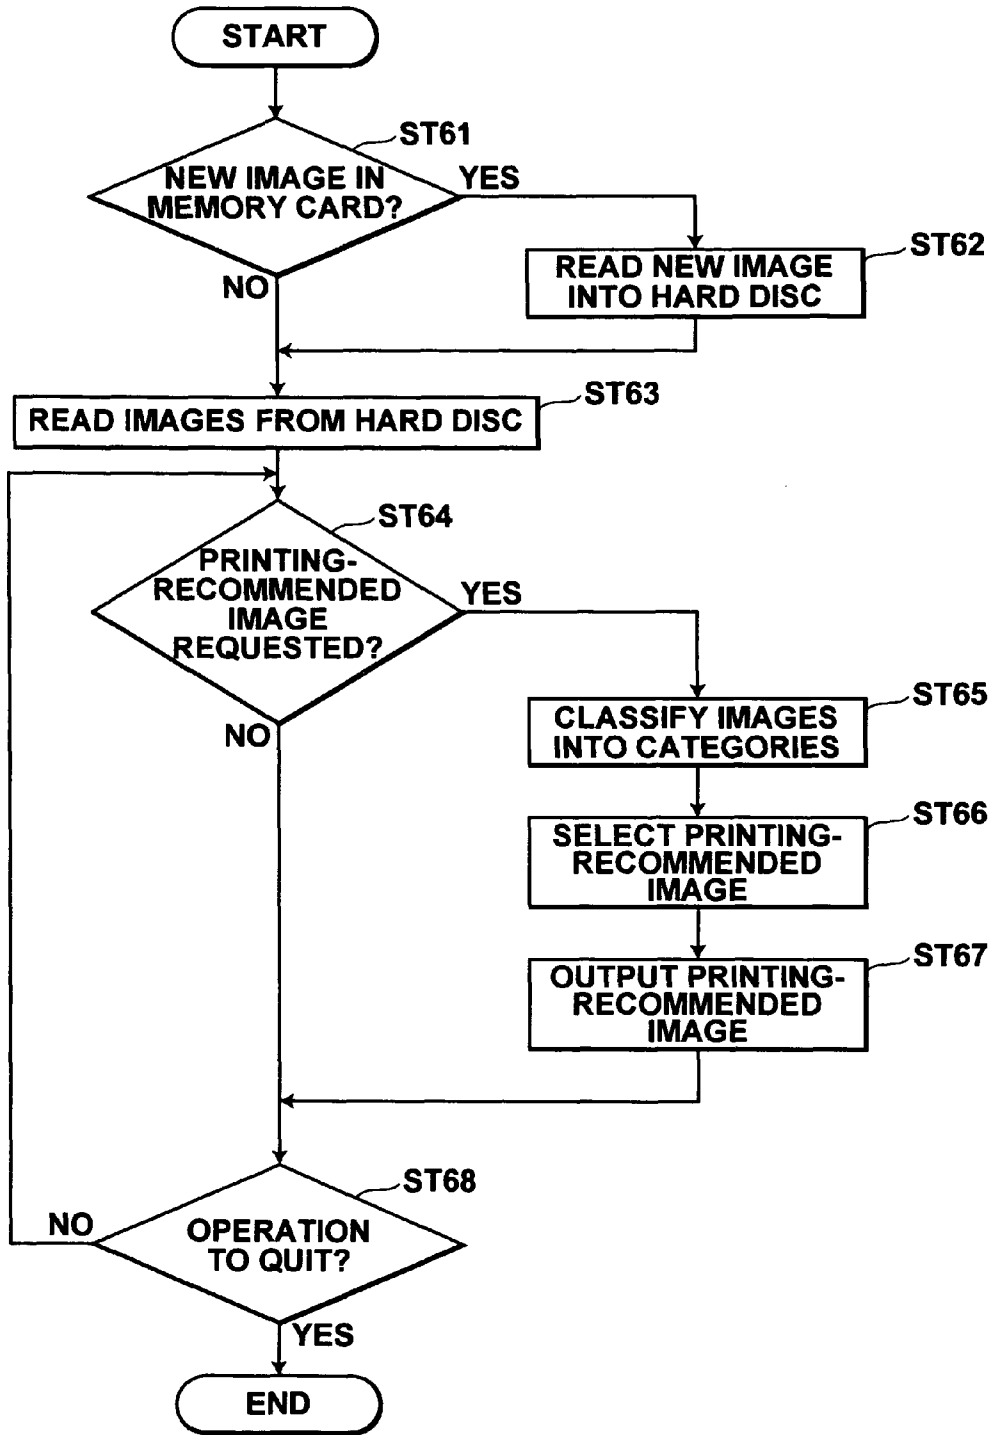 START
ST61
NEW IMAGE IN
MEMORY CARD?
YES
NO
ST62
READ NEW IMAGE
INTO HARD DISC
ST63
READ IMAGES FROM HARD DISC
ST64
PRINTING-
RECOMMENDED
IMAGE
REQUESTED?
YES
NO
ST65
CLASSIFY IMAGES
INTO CATEGORIES
ST66
SELECT PRINTING-
RECOMMENDED
IMAGE
ST67
OUTPUT PRINTING-
RECOMMENDED
IMAGE
ST68
NO
OPERATION
TO QUIT?
YES
END